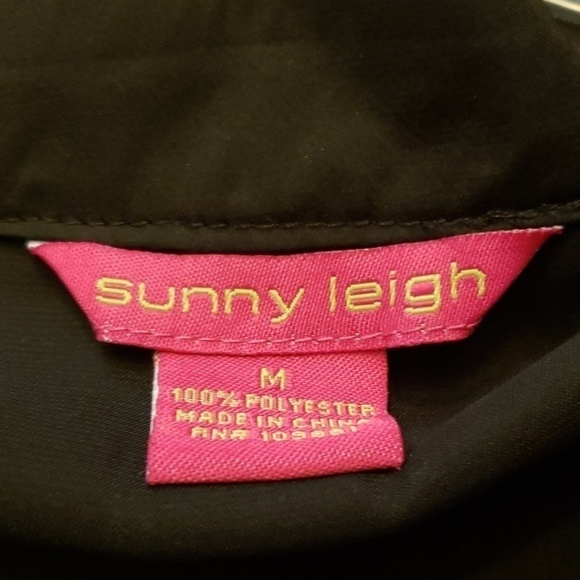 sunny leigh
M
100% POLYESTER
MADE IN CHINA
RN#